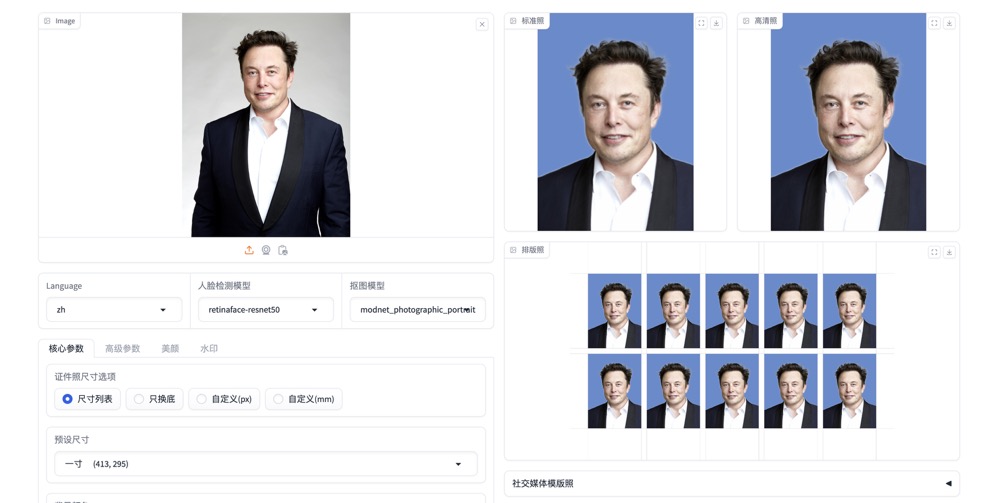 Image
标准照
高清照
排版照
Language
人脸检测模型
抠图模型
zh
retinaface-resnet50
modnet_photographic_portrait
核心参数
高级参数
美颜
水印
证件照尺寸选项
尺寸列表
只换底
自定义(px)
自定义(mm)
预设尺寸
一寸 (413, 295)
社交媒体模版照